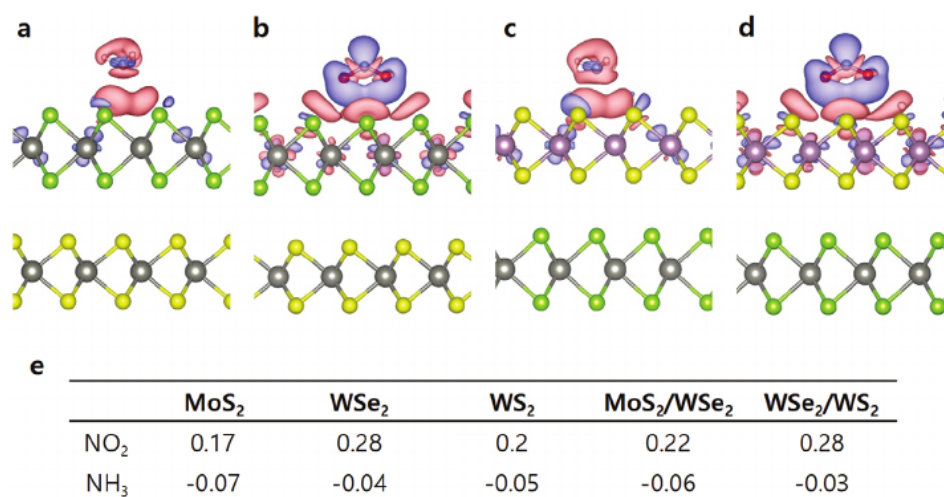 a b c d
e
MoS₂ WSe₂ WS₂ MoS₂/WSe₂ WSe₂/WS₂
NO₂ 0.17 0.28 0.2 0.22 0.28
NH₃ -0.07 -0.04 -0.05 -0.06 -0.03